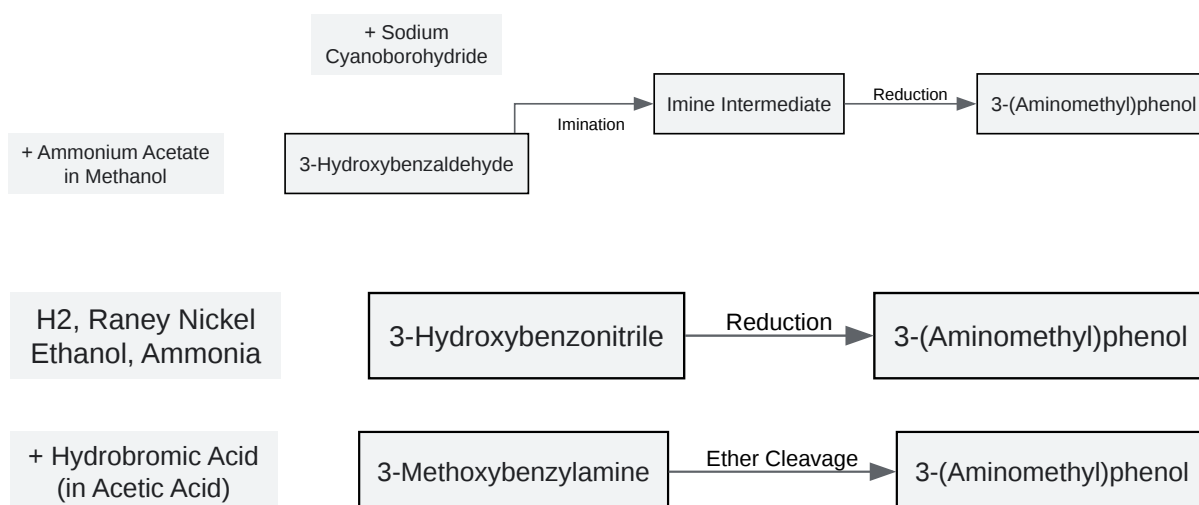 + Sodium
Cyanoborohydride
Imine Intermediate
Reduction
3-(Aminomethyl)phenol
Imination
+ Ammonium Acetate
in Methanol
3-Hydroxybenzaldehyde
H2, Raney Nickel
Ethanol, Ammonia
3-Hydroxybenzonitrile
Reduction
3-(Aminomethyl)phenol
+ Hydrobromic Acid
(in Acetic Acid)
3-Methoxybenzylamine
Ether Cleavage
3-(Aminomethyl)phenol